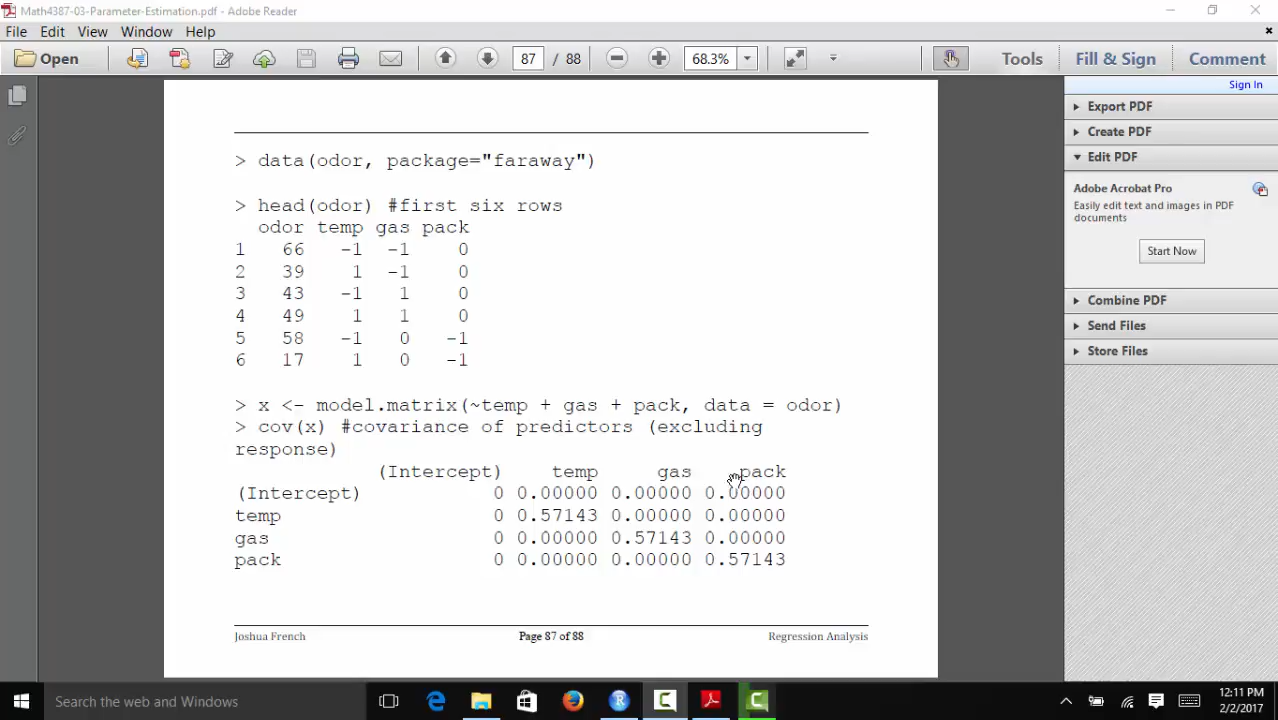 Math4387-03-Parameter-Estimation.pdf - Adobe Reader
File Edit View Window Help
Open 87 / 88 68.3% Tools Fill & Sign Comment
Sign In
Export PDF
Create PDF
Edit PDF
Adobe Acrobat Pro
Easily edit text and images in PDF
documents
Start Now
Combine PDF
Send Files
Store Files
> data(odor, package="faraway")
> head(odor) #first six rows
odor temp gas pack
1 66 -1 -1 0
2 39 1 -1 0
3 43 -1 1 0
4 49 1 1 0
5 58 -1 0 -1
6 17 1 0 -1
> x <- model.matrix(~temp + gas + pack, data = odor)
> cov(x) #covariance of predictors (excluding
response)
(Intercept) temp gas pack
(Intercept) 0 0.00000 0.00000 0.00000
temp 0 0.57143 0.00000 0.00000
gas 0 0.00000 0.57143 0.00000
pack 0 0.00000 0.00000 0.57143
Joshua French Page 87 of 88 Regression Analysis
Search the web and Windows
12:11 PM
2/2/2017